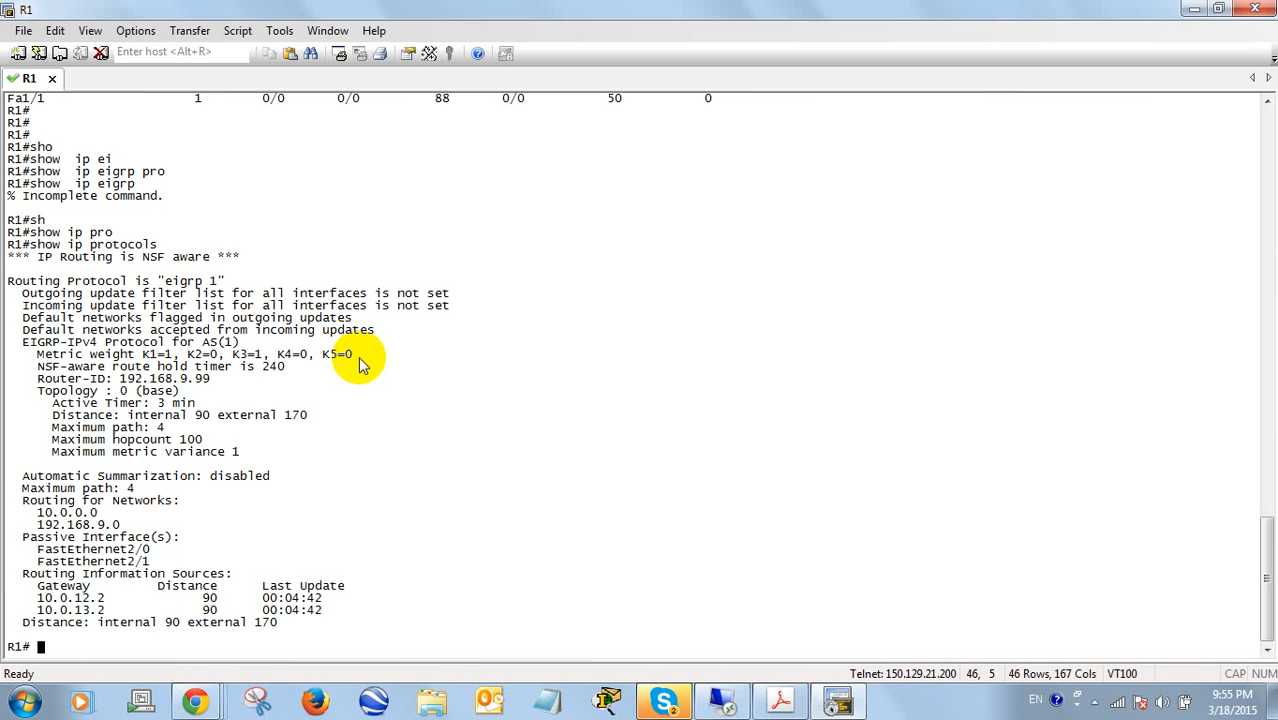 R1
File Edit View Options Transfer Script Tools Window Help
Enter host <Alt+R>
R1
Fa1/1 1 0/0 0/0 88 0/0 50 0
R1#
R1#
R1#
R1#sho
R1#show ip ei
R1#show ip eigrp pro
R1#show ip eigrp
% Incomplete command.
R1#sh
R1#show ip pro
R1#show ip protocols
*** IP Routing is NSF aware ***
Routing Protocol is "eigrp 1"
Outgoing update filter list for all interfaces is not set
Incoming update filter list for all interfaces is not set
Default networks flagged in outgoing updates
Default networks accepted from incoming updates
EIGRP-IPv4 Protocol for AS(1)
Metric weight K1=1, K2=0, K3=1, K4=0, K5=0
NSF-aware route hold timer is 240
Router-ID: 192.168.9.99
Topology : 0 (base)
Active Timer: 3 min
Distance: internal 90 external 170
Maximum path: 4
Maximum hopcount 100
Maximum metric variance 1
Automatic Summarization: disabled
Maximum path: 4
Routing for Networks:
10.0.0.0
192.168.9.0
Passive Interface(s):
FastEthernet2/0
FastEthernet2/1
Routing Information Sources:
Gateway Distance Last Update
10.0.12.2 90 00:04:42
10.0.13.2 90 00:04:42
Distance: internal 90 external 170
R1#
Ready Telnet: 150.129.21.200 46, 5 46 Rows, 167 Cols VT100 CAP NUM
2 EN 9:55 PM
3/18/2015